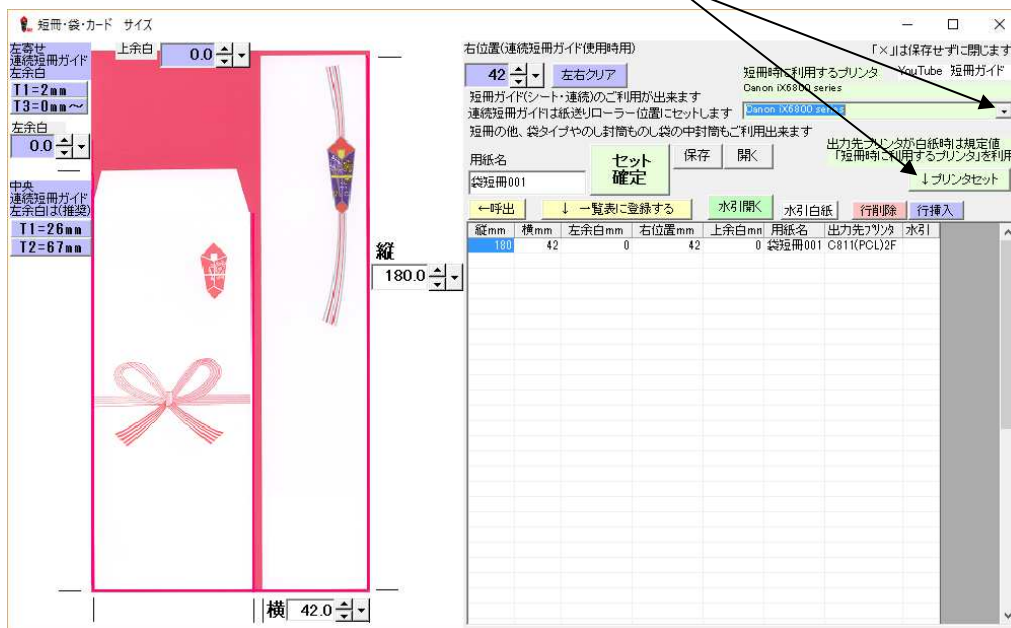 短冊・袋・カード サイズ
左寄せ
連続短冊ガイド
左余白
T1=2mm
T3=0mm～
左余白
0.0
中央
連続短冊ガイド
左余白は(推奨)
T1=26mm
T2=67mm
上余白 0.0
縦
180.0
横 42.0
右位置(連続短冊ガイド使用時用)
「×」は保存せずに閉じます
42 左右クリア
短冊時に利用するプリンタ YouTube 短冊ガイド
Canon iX6800 series
短冊ガイド(シート・連続)のご利用が出来ます
連続短冊ガイドは紙送りローラー位置にセットします
Canon iX6800 series
短冊の他、袋タイプやのし封筒ものし袋の中封筒もご利用出来ます
出力先プリンタが白紙時は規定値
「短冊時に利用するプリンタ」を利用
用紙名
袋短冊001
セット
確定
保存 開く
↓プリンタセット
←呼出 ↓ 一覧表に登録する 水引開く 水引白紙 行削除 行挿入
縦mm 横mm 左余白mm 右位置mm 上余白mm 用紙名 出力先プリンタ 水引
180 42 0 42 0 袋短冊001 C811(PCL)2F